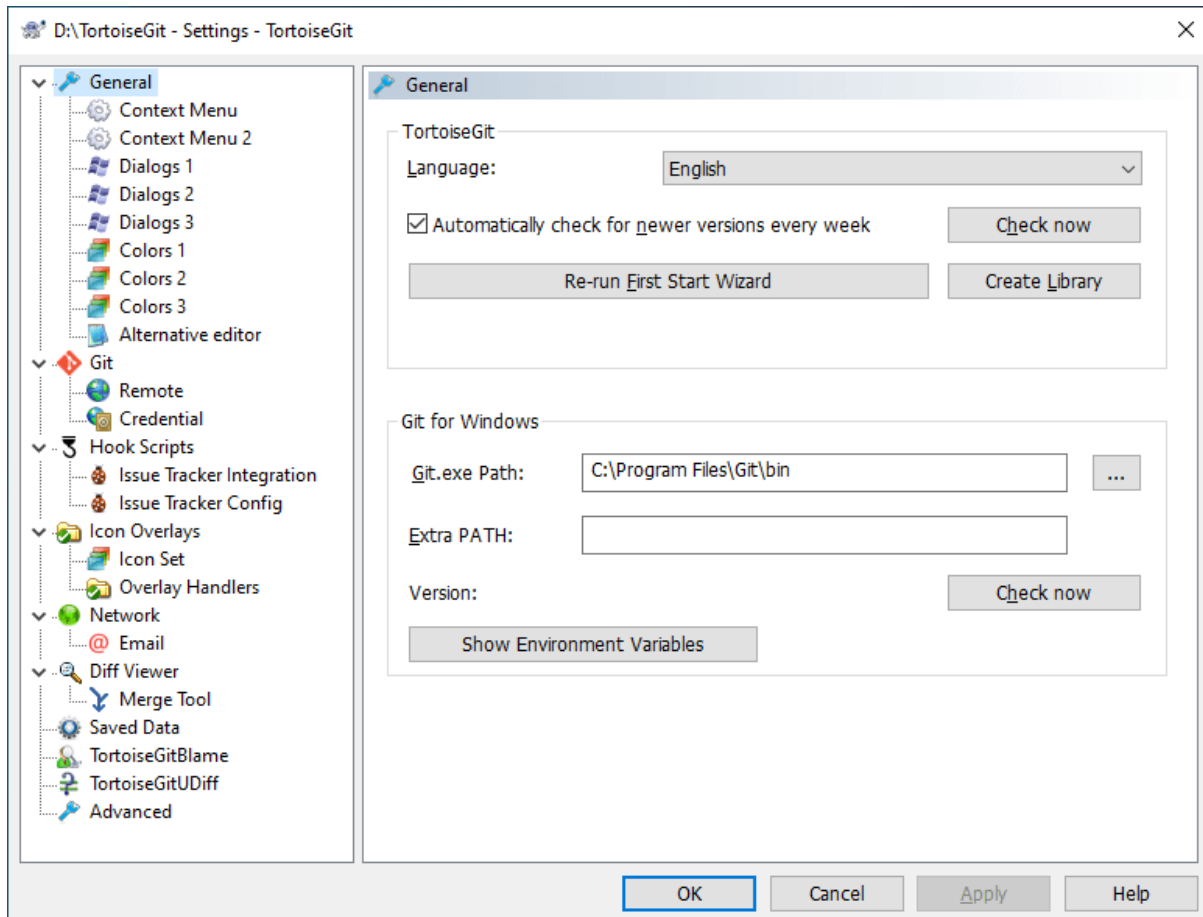 D:\TortoiseGit - Settings - TortoiseGit
General
Context Menu
Context Menu 2
Dialogs 1
Dialogs 2
Dialogs 3
Colors 1
Colors 2
Colors 3
Alternative editor
Git
Remote
Credential
Hook Scripts
Issue Tracker Integration
Issue Tracker Config
Icon Overlays
Icon Set
Overlay Handlers
Network
Email
Diff Viewer
Merge Tool
Saved Data
TortoiseGitBlame
TortoiseGitUDiff
Advanced
General
TortoiseGit
Language: English
Automatically check for newer versions every week Check now
Re-run First Start Wizard Create Library
Git for Windows
Git.exe Path: C:\Program Files\Git\bin ...
Extra PATH:
Version: Check now
Show Environment Variables
OK Cancel Apply Help